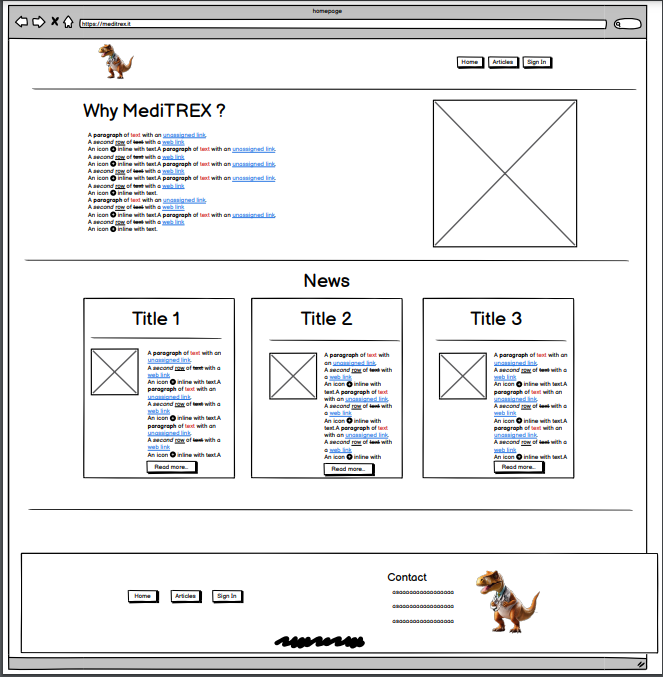 homepage
https://meditrex.it
Home Articles Sign In
Why MediTREX ?
A paragraph of text with an unassigned link.
A second row of text with a web link
An icon inline with text.A paragraph of text with an unassigned link.
A second row of text with a web link
An icon inline with text.A paragraph of text with an unassigned link.
A second row of text with a web link
An icon inline with text.A paragraph of text with an unassigned link.
A second row of text with a web link
An icon inline with text.
A paragraph of text with an unassigned link.
A second row of text with a web link
An icon inline with text.A paragraph of text with an unassigned link.
A second row of text with a web link
An icon inline with text.
News
Title 1
A paragraph of text with an
unassigned link.
A second row of text with a
web link
An icon inline with text.A
paragraph of text with an
unassigned link.
A second row of text with a
web link
An icon inline with text.A
paragraph of text with an
unassigned link.
A second row of text with a
web link
An icon inline with text.A
Read more..
Title 2
A paragraph of text with
an unassigned link.
A second row of text with
a web link
An icon inline with
text.A paragraph of text
with an unassigned link.
A second row of text with
a web link
An icon inline with
text.A paragraph of text
with an unassigned link.
A second row of text with
a web link
An icon inline with
Read more..
Title 3
A paragraph of text with an
unassigned link.
A second row of text with a
web link
An icon inline with text.A
paragraph of text with an
unassigned link.
A second row of text with a
web link
An icon inline with text.A
paragraph of text with an
unassigned link.
A second row of text with a
web link
An icon inline with text.A
Read more..
Home Articles Sign In
Contact